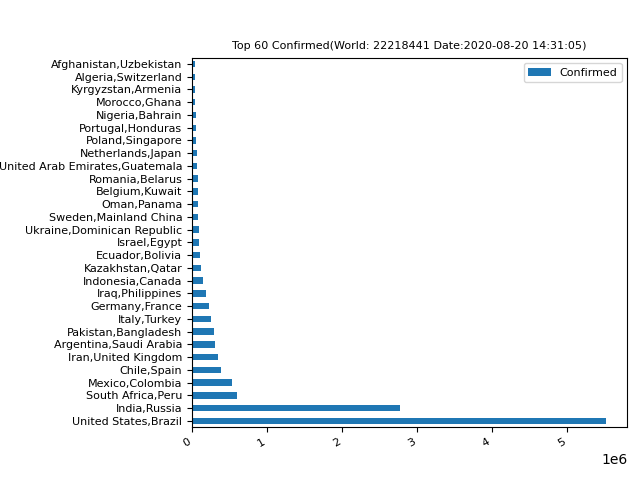 Top 60 Confirmed(World: 22218441 Date:2020-08-20 14:31:05)
Confirmed
Afghanistan,Uzbekistan
Algeria,Switzerland
Kyrgyzstan,Armenia
Morocco,Ghana
Nigeria,Bahrain
Portugal,Honduras
Poland,Singapore
Netherlands,Japan
United Arab Emirates,Guatemala
Romania,Belarus
Belgium,Kuwait
Oman,Panama
Sweden,Mainland China
Ukraine,Dominican Republic
Israel,Egypt
Ecuador,Bolivia
Kazakhstan,Qatar
Indonesia,Canada
Iraq,Philippines
Germany,France
Italy,Turkey
Pakistan,Bangladesh
Argentina,Saudi Arabia
Iran,United Kingdom
Chile,Spain
Mexico,Colombia
South Africa,Peru
India,Russia
United States,Brazil
0 1 2 3 4 5
1e6